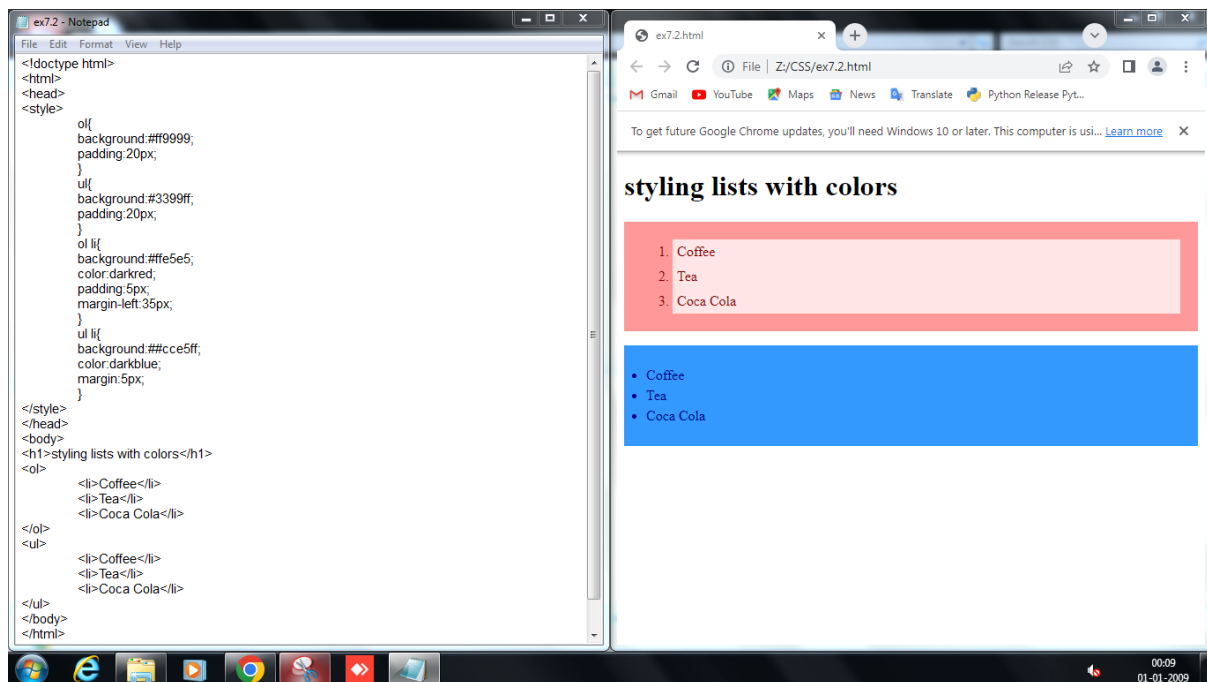 ex7.2 - Notepad
File Edit Format View Help
<!doctype html>
<html>
<head>
<style>
ol{
background:#ff9999;
padding:20px;
}
ul{
background:#3399ff;
padding:20px;
}
ol li{
background:#ffe5e5;
color:darkred;
padding:5px;
margin-left:35px;
}
ul li{
background:##cce5ff;
color:darkblue;
margin:5px;
}
</style>
</head>
<body>
<h1>styling lists with colors</h1>
<ol>
<li>Coffee</li>
<li>Tea</li>
<li>Coca Cola</li>
</ol>
<ul>
<li>Coffee</li>
<li>Tea</li>
<li>Coca Cola</li>
</ul>
</body>
</html>
ex7.2.html
File | Z:/CSS/ex7.2.html
Gmail YouTube Maps News Translate Python Release Pyt...
To get future Google Chrome updates, you'll need Windows 10 or later. This computer is usi... Learn more
styling lists with colors
1. Coffee
2. Tea
3. Coca Cola
• Coffee
• Tea
• Coca Cola
00:09
01-01-2009